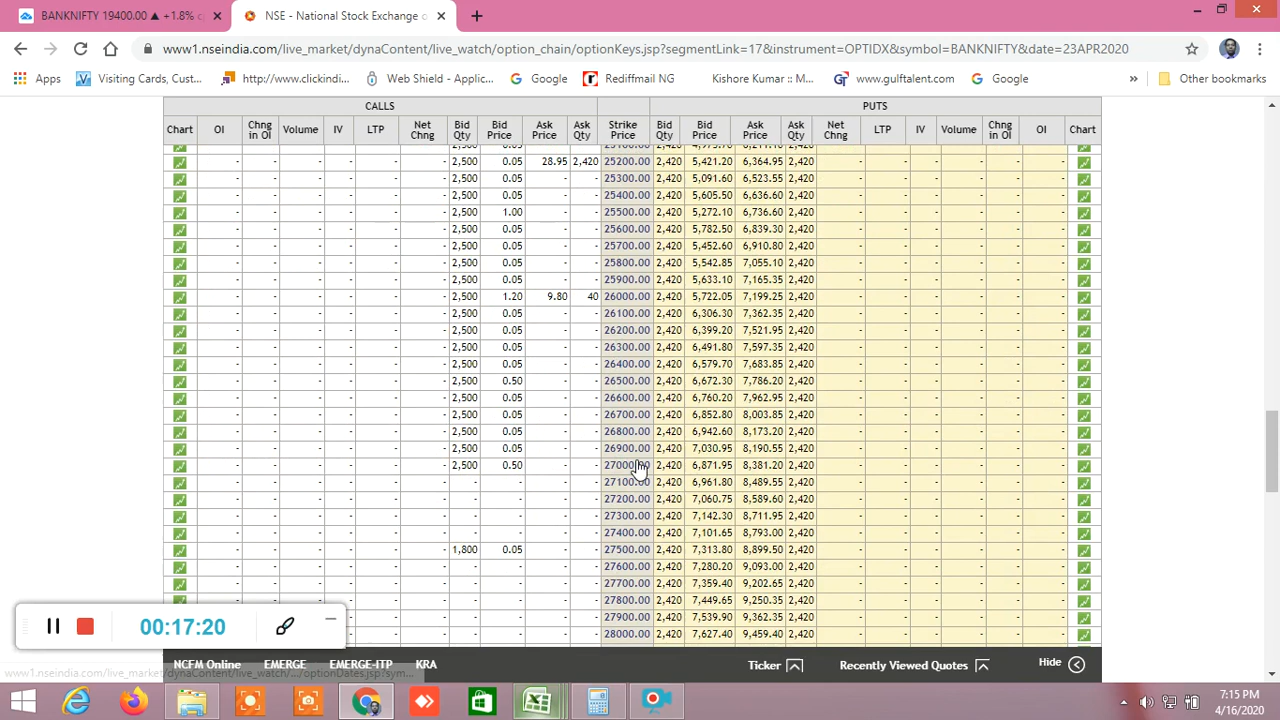 BANKNIFTY 19400.00 ▲ +1.8%
NSE - National Stock Exchange o
www1.nseindia.com/live_market/dynaContent/live_watch/option_chain/optionKeys.jsp?segmentLink=17&instrument=OPTIDX&symbol=BANKNIFTY&date=23APR2020
Apps Visiting Cards, Cust... http://www.clickindi... Web Shield - Applic... Google Rediffmail NG Kishore Kumar :: M... www.gulftalent.com Google » Other bookmarks
CALLS PUTS
Chart OI Chng in OI Volume IV LTP Net Chng Bid Qty Bid Price Ask Price Ask Qty Strike Price Bid Qty Bid Price Ask Price Ask Qty Net Chng LTP IV Volume Chng in OI OI Chart
- - - - - - 2,500 0.05 28.95 2,420 25200.00 2,420 5,421.20 6,364.95 2,420 - - - - - -
- - - - - - 2,500 0.05 - - 25300.00 2,420 5,091.60 6,523.55 2,420 - - - - - -
- - - - - - 2,500 0.05 - - 25400.00 2,420 5,605.50 6,636.60 2,420 - - - - - -
- - - - - - 2,500 1.00 - - 25500.00 2,420 5,272.10 6,736.60 2,420 - - - - - -
- - - - - - 2,500 0.05 - - 25600.00 2,420 5,782.50 6,839.30 2,420 - - - - - -
- - - - - - 2,500 0.05 - - 25700.00 2,420 5,452.60 6,910.80 2,420 - - - - - -
- - - - - - 2,500 0.05 - - 25800.00 2,420 5,542.85 7,055.10 2,420 - - - - - -
- - - - - - 2,500 0.05 - - 25900.00 2,420 5,633.10 7,165.35 2,420 - - - - - -
- - - - - - 2,500 1.20 9.80 40 26000.00 2,420 5,722.05 7,199.25 2,420 - - - - - -
- - - - - - 2,500 0.05 - - 26100.00 2,420 6,306.30 7,362.35 2,420 - - - - - -
- - - - - - 2,500 0.05 - - 26200.00 2,420 6,399.20 7,521.95 2,420 - - - - - -
- - - - - - 2,500 0.05 - - 26300.00 2,420 6,491.80 7,597.35 2,420 - - - - - -
- - - - - - 2,500 0.05 - - 26400.00 2,420 6,579.70 7,683.85 2,420 - - - - - -
- - - - - - 2,500 0.50 - - 26500.00 2,420 6,672.30 7,786.20 2,420 - - - - - -
- - - - - - 2,500 0.05 - - 26600.00 2,420 6,760.20 7,962.95 2,420 - - - - - -
- - - - - - 2,500 0.05 - - 26700.00 2,420 6,852.80 8,003.85 2,420 - - - - - -
- - - - - - 2,500 0.05 - - 26800.00 2,420 6,942.60 8,173.20 2,420 - - - - - -
- - - - - - 2,500 0.05 - - 26900.00 2,420 7,030.95 8,190.55 2,420 - - - - - -
- - - - - - 2,500 0.50 - - 27000.00 2,420 6,871.95 8,381.20 2,420 - - - - - -
- - - - - - - - - - 27100.00 2,420 6,961.80 8,489.55 2,420 - - - - - -
- - - - - - - - - - 27200.00 2,420 7,060.75 8,589.60 2,420 - - - - - -
- - - - - - - - - - 27300.00 2,420 7,142.30 8,711.95 2,420 - - - - - -
- - - - - - - - - - 27400.00 2,420 7,101.65 8,793.00 2,420 - - - - - -
- - - - - - 1,800 0.05 - - 27500.00 2,420 7,313.80 8,899.50 2,420 - - - - - -
- - - - - - - - - - 27600.00 2,420 7,280.20 9,093.00 2,420 - - - - - -
- - - - - - - - - - 27700.00 2,420 7,359.40 9,202.65 2,420 - - - - - -
- - - - 27800.00 2,420 7,449.65 9,250.35 2,420 - - - - - -
- - - - 27900.00 2,420 7,539.90 9,362.35 2,420 - - - - - -
- - - - 28000.00 2,420 7,627.40 9,459.40 2,420 - - - - - -
00:17:20
NCFM Online EMERGE EMERGE-ITP KRA Ticker Recently Viewed Quotes Hide
www1.nseindia.com/live_market/dynaContent/live_watch/.../optionDates.jsp?sym...
7:15 PM
4/16/2020